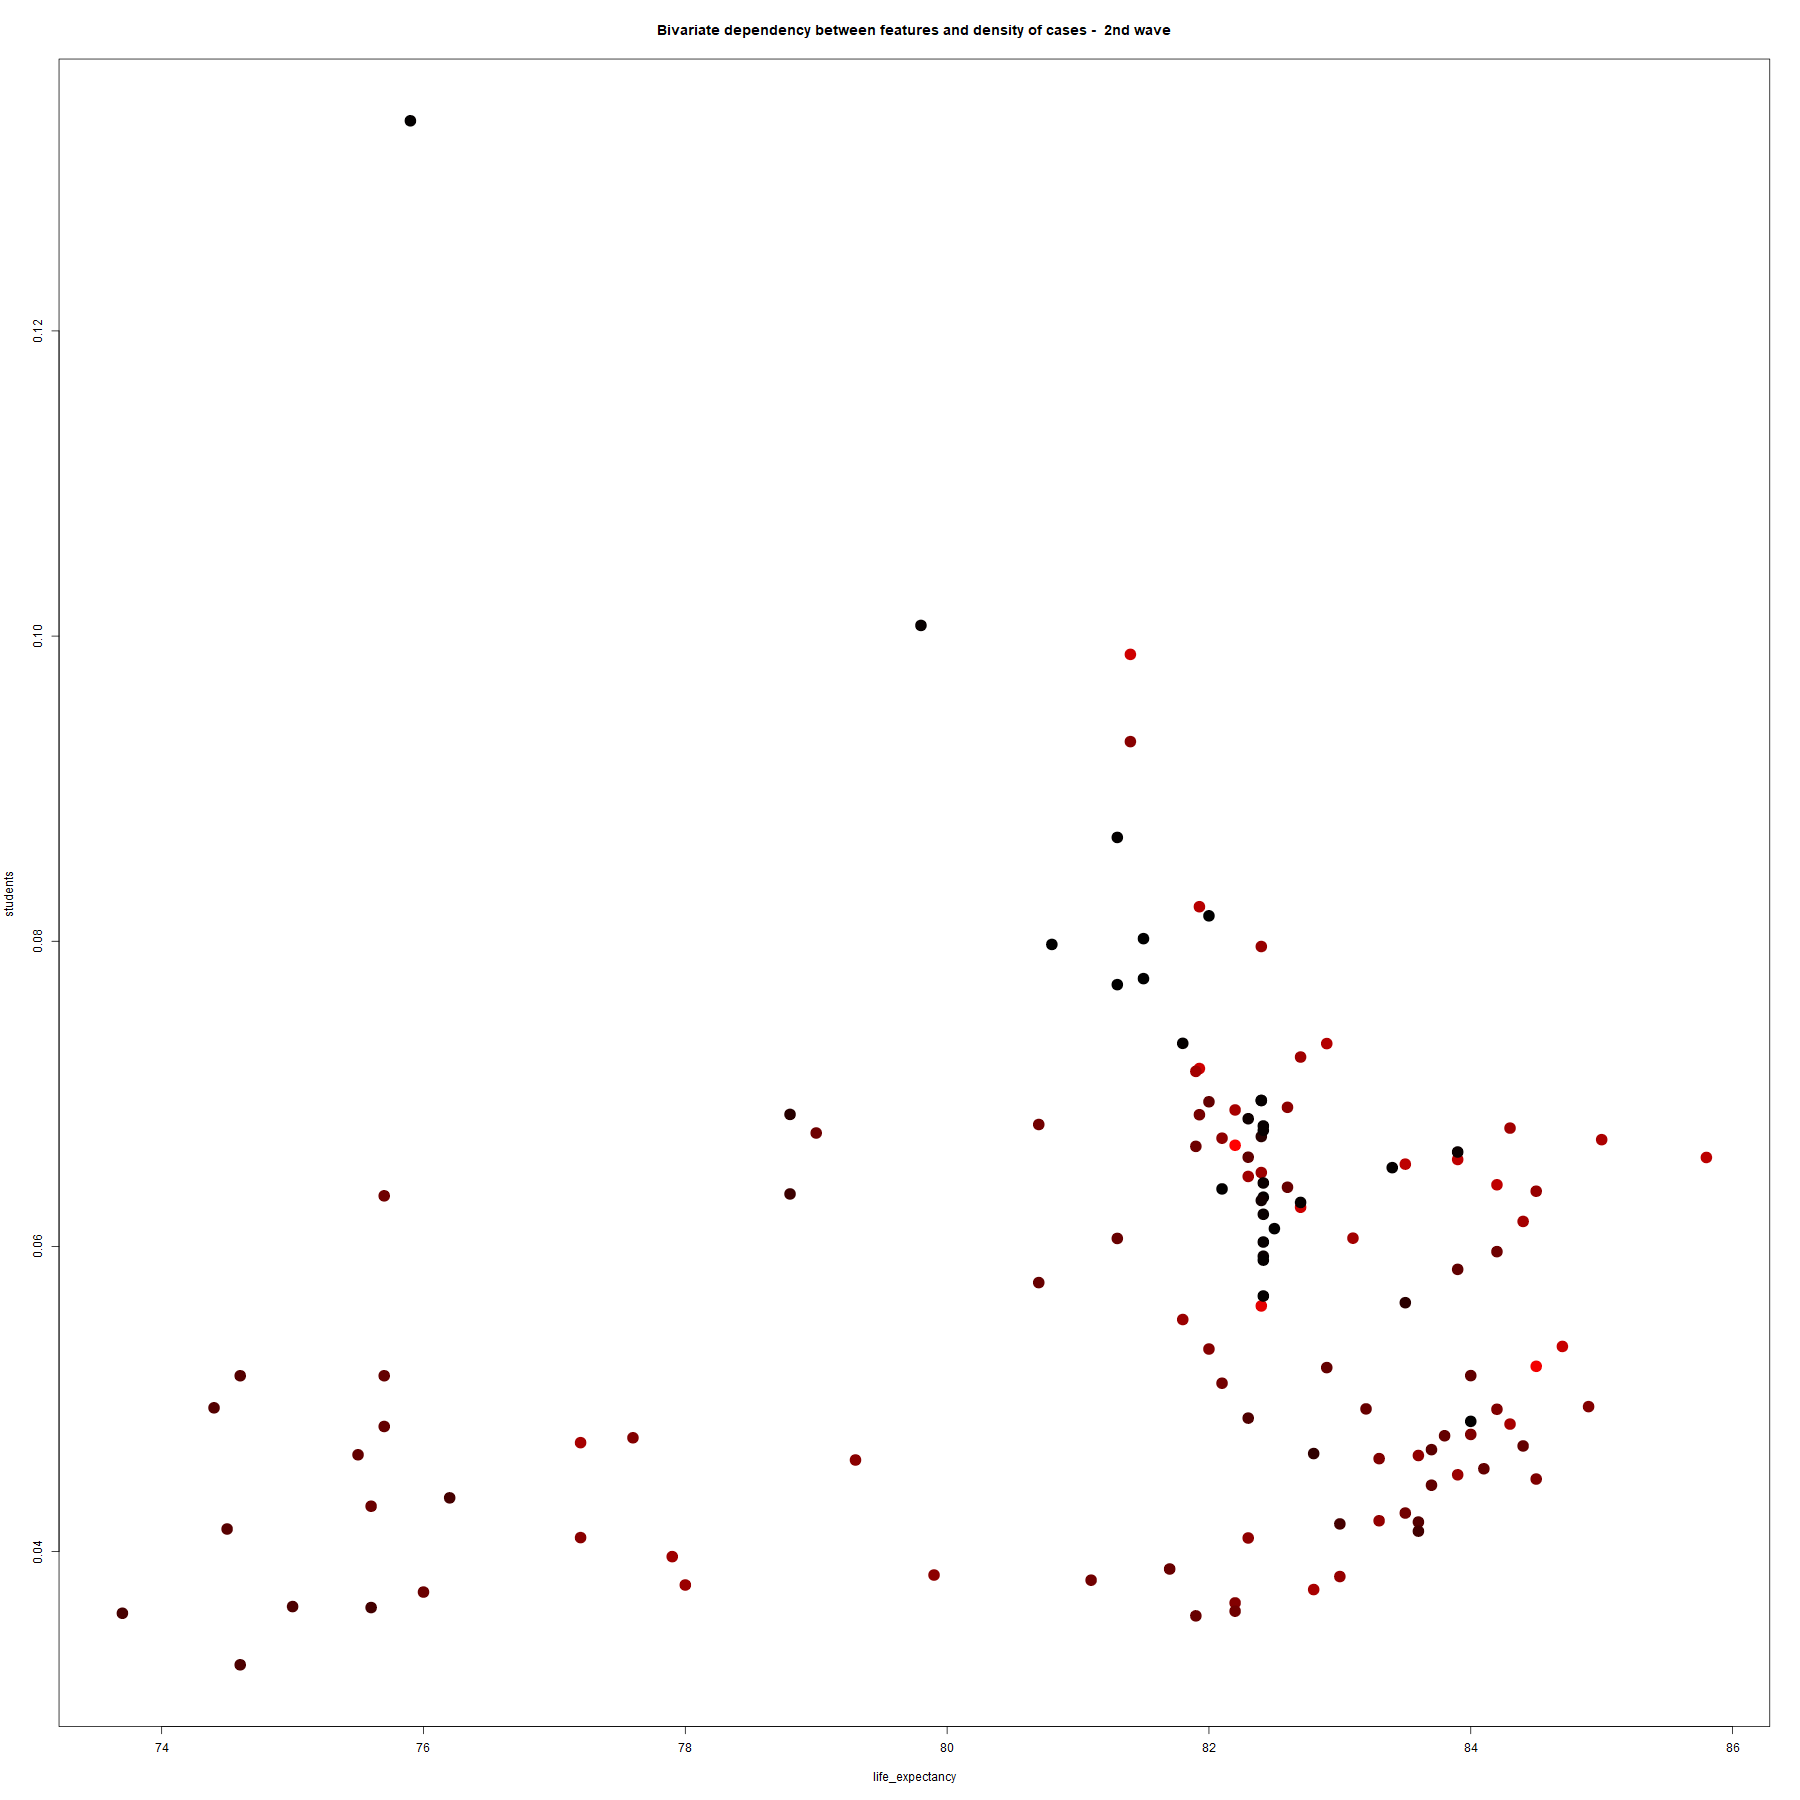 Bivariate dependency between features and density of cases -  2nd wave
students
0.12
0.10
0.08
0.06
0.04
74 76 78 80 82 84 86
life_expectancy